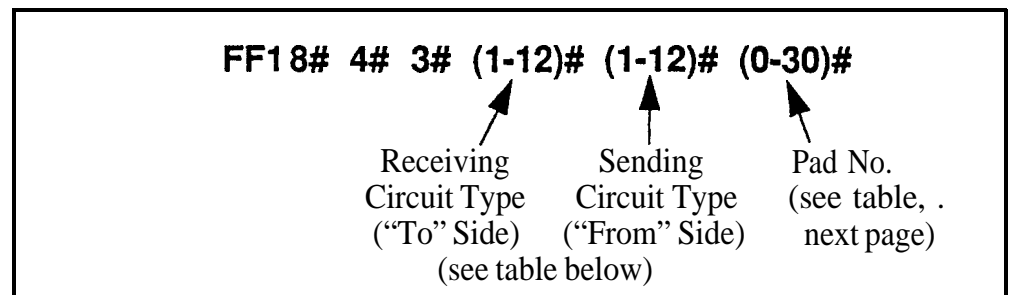 FF18# 4# 3# (1-12)# (1-12)# (0-30)#
Receiving Sending Pad No.
Circuit Type Circuit Type (see table, .
(“To” Side) (“From” Side) next page)
(see table below)